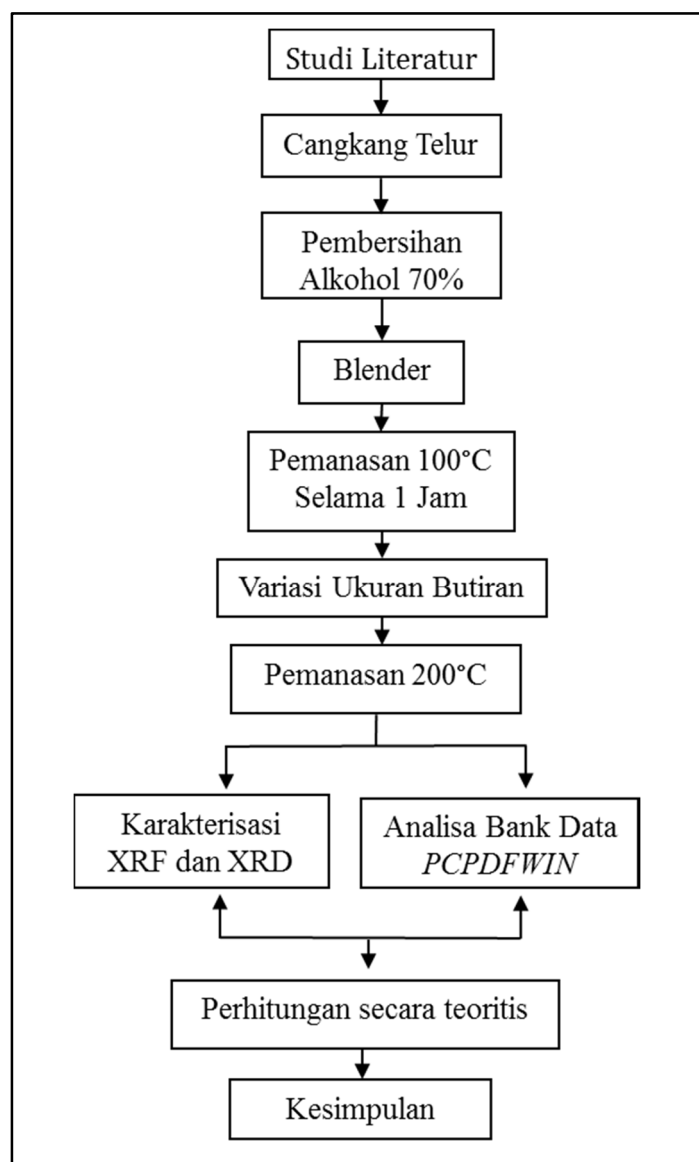 Studi Literatur
Cangkang Telur
Pembersihan
Alkohol 70%
Blender
Pemanasan 100°C
Selama 1 Jam
Variasi Ukuran Butiran
Pemanasan 200°C
Karakterisasi
XRF dan XRD
Analisa Bank Data
PCPDFWIN
Perhitungan secara teoritis
Kesimpulan